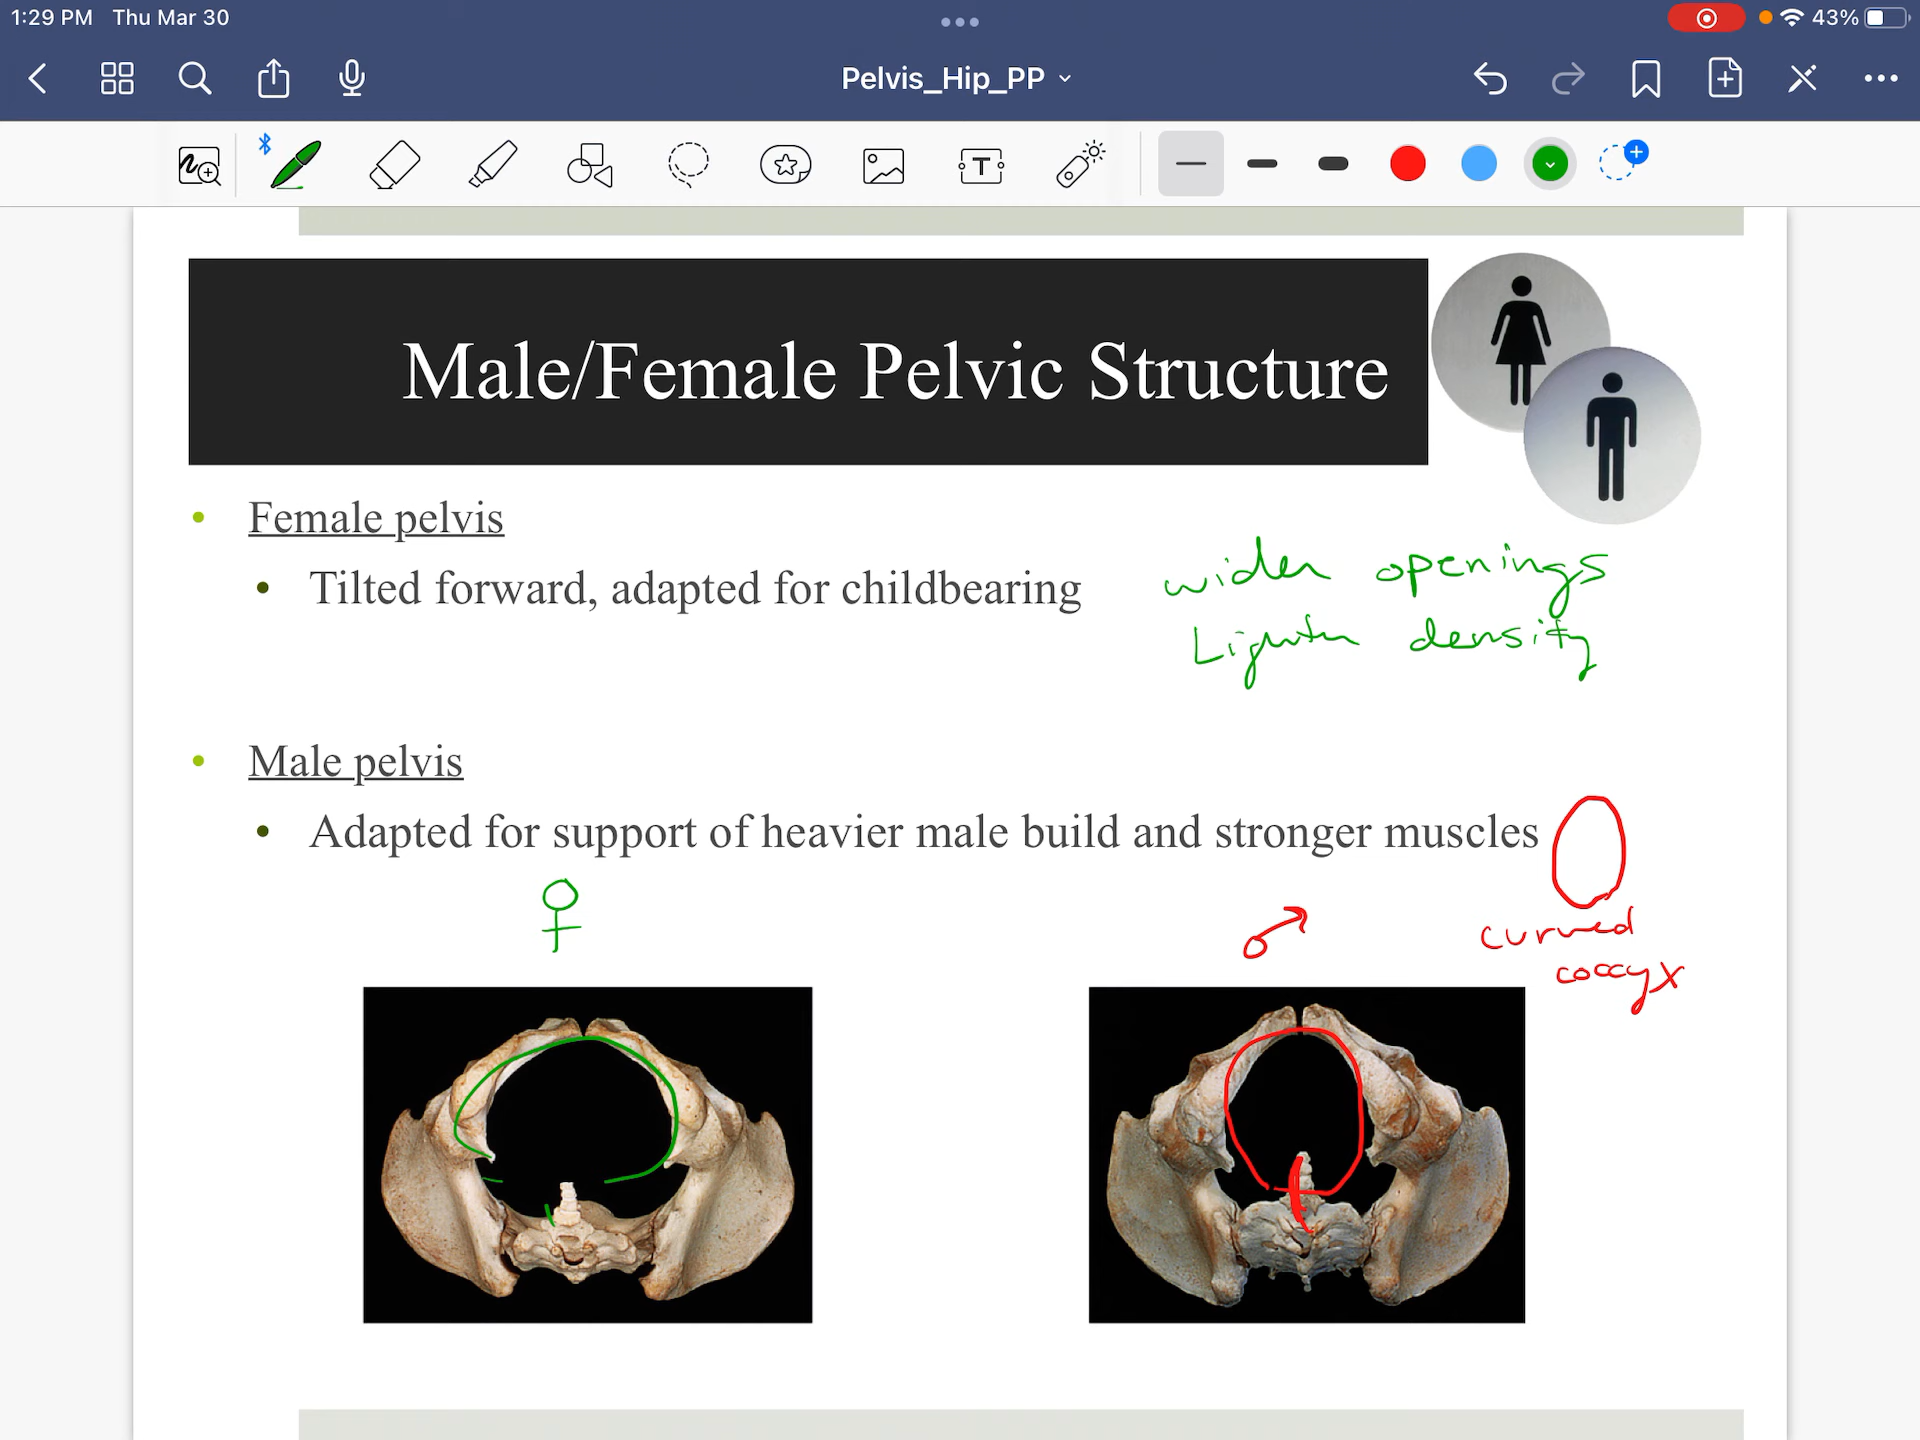 1:29 PM Thu Mar 30
43%
Pelvis_Hip_PP
T
Male/Female Pelvic Structure
• Female pelvis
• Tilted forward, adapted for childbearing
wider openings
Lighter density
• Male pelvis
• Adapted for support of heavier male build and stronger muscles
♀
♂
curved
coccyx